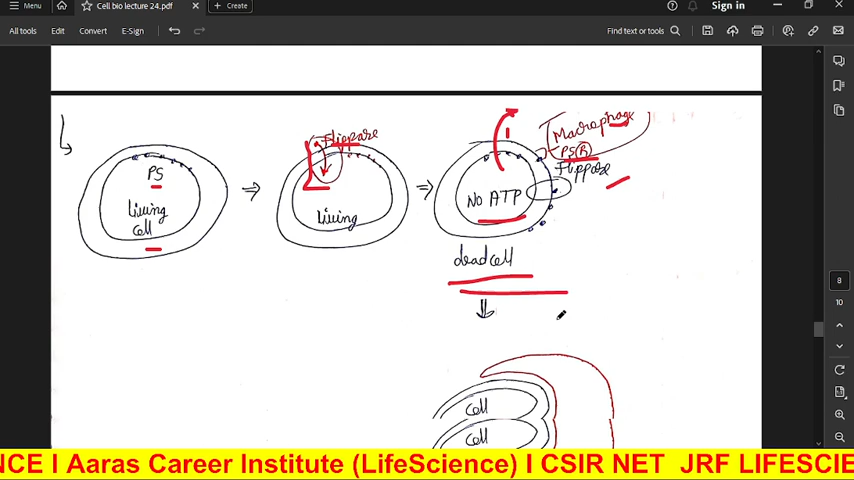 Menu
Cell bio lecture 24.pdf
Create
Sign in
All tools
Edit
Convert
E-Sign
Find text or tools
PS
living
cell
Flippase
living
Macrophage
PS R
Flippase
NO ATP
dead cell
cell
cell
8
10
NCE I Aaras Career Institute (LifeScience) I CSIR NET JRF LIFESCIE